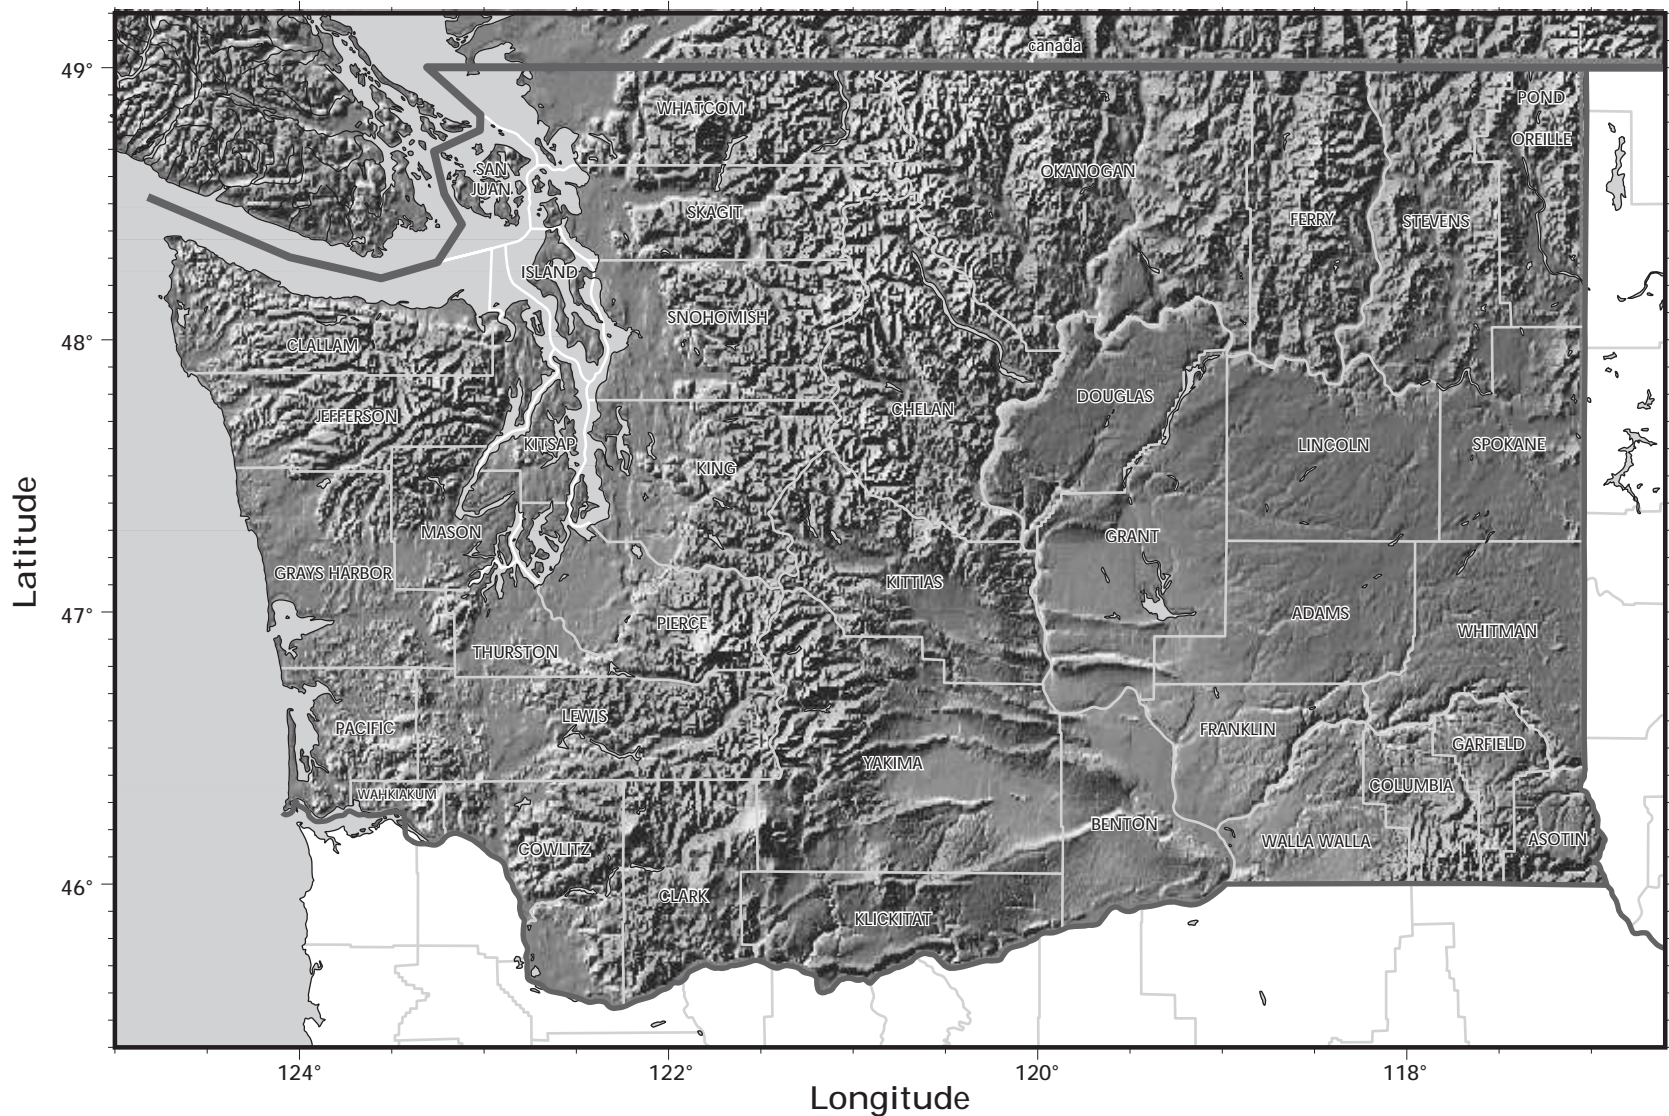 canada
49°
WHATCOM
POND
OREILLE
SAN
JUAN
OKANOGAN
SKAGIT
FERRY
STEVENS
ISLAND
SNOHOMISH
48°
CLALLAM
JEFFERSON
KITSAP
CHELAN
DOUGLAS
LINCOLN
SPOKANE
KING
MASON
GRANT
GRAYS HARBOR
KITTIAS
47°
PIERCE
ADAMS
WHITMAN
THURSTON
LEWIS
PACIFIC
FRANKLIN
GARFIELD
YAKIMA
COLUMBIA
WAHKIAKUM
BENTON
WALLA WALLA
ASOTIN
COWLITZ
46°
CLARK
KLICKITAT
Latitude
124°
122°
120°
118°
Longitude